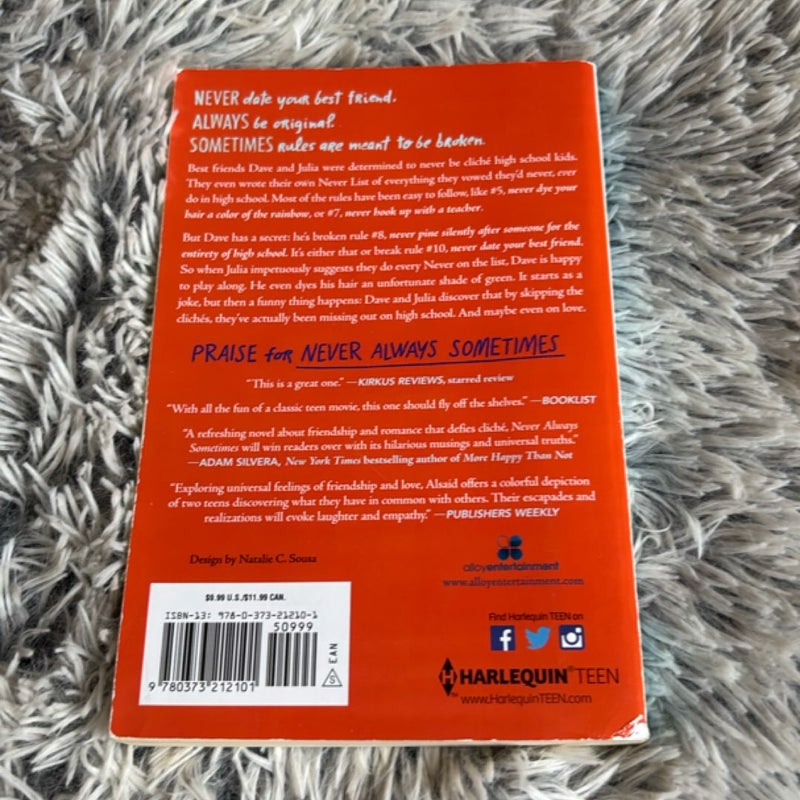 NEVER date your best friend.
ALWAYS be original.
SOMETIMES rules are meant to be broken.
Best friends Dave and Julia were determined to never be cliché high school kids.
They even wrote their own Never List of everything they vowed they'd never, ever
do in high school. Most of the rules have been easy to follow, like #5, never dye your
hair a color of the rainbow, or #7, never hook up with a teacher.
But Dave has a secret: he's broken rule #8, never pine silently after someone for the
entirety of high school. It's either that or break rule #10, never date your best friend.
So when Julia impetuously suggests they do every Never on the list, Dave is happy
to play along. He even dyes his hair an unfortunate shade of green. It starts as a
joke, but then a funny thing happens: Dave and Julia discover that by skipping the
clichés, they've actually been missing out on high school. And maybe even on love.
PRAISE for NEVER ALWAYS SOMETIMES
"This is a great one." —KIRKUS REVIEWS, starred review
"With all the fun of a classic teen movie, this one should fly off the shelves." —BOOKLIST
"A refreshing novel about friendship and romance that defies cliché, Never Always
Sometimes will win readers over with its hilarious musings and universal truths."
—ADAM SILVERA, New York Times bestselling author of More Happy Than Not
"Exploring universal feelings of friendship and love, Alsaid offers a colorful depiction
of two teens discovering what they have in common with others. Their escapades and
realizations will evoke laughter and empathy." —PUBLISHERS WEEKLY
Design by Natalie C. Sousa
alloyentertainment
www.alloyentertainment.com
$9.99 U.S./$11.99 CAN.
ISBN-13: 978-0-373-21210-1
50999
EAN
9 780373 212101
Find Harlequin TEEN on
HARLEQUIN® TEEN
™
www.HarlequinTEEN.com